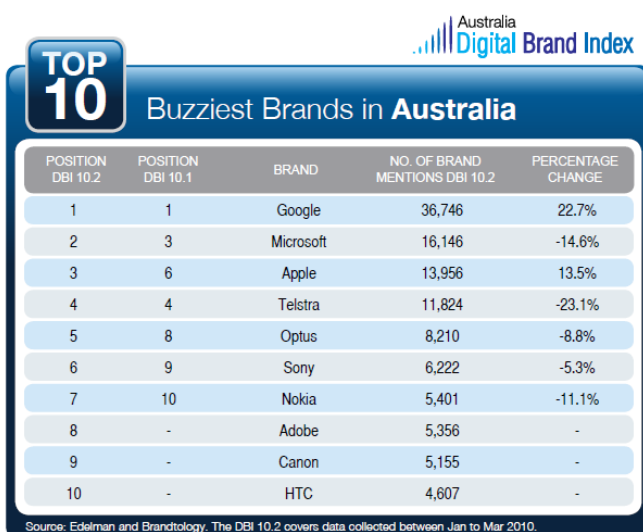 Australia
Digital Brand Index
TOP
10
Buzziest Brands in Australia
POSITION DBI 10.2 POSITION DBI 10.1 BRAND NO. OF BRAND MENTIONS DBI 10.2 PERCENTAGE CHANGE
1 1 Google 36,746 22.7%
2 3 Microsoft 16,146 -14.6%
3 6 Apple 13,956 13.5%
4 4 Telstra 11,824 -23.1%
5 8 Optus 8,210 -8.8%
6 9 Sony 6,222 -5.3%
7 10 Nokia 5,401 -11.1%
8 - Adobe 5,356 -
9 - Canon 5,155 -
10 - HTC 4,607 -
Source: Edelman and Brandtology. The DBI 10.2 covers data collected between Jan to Mar 2010.